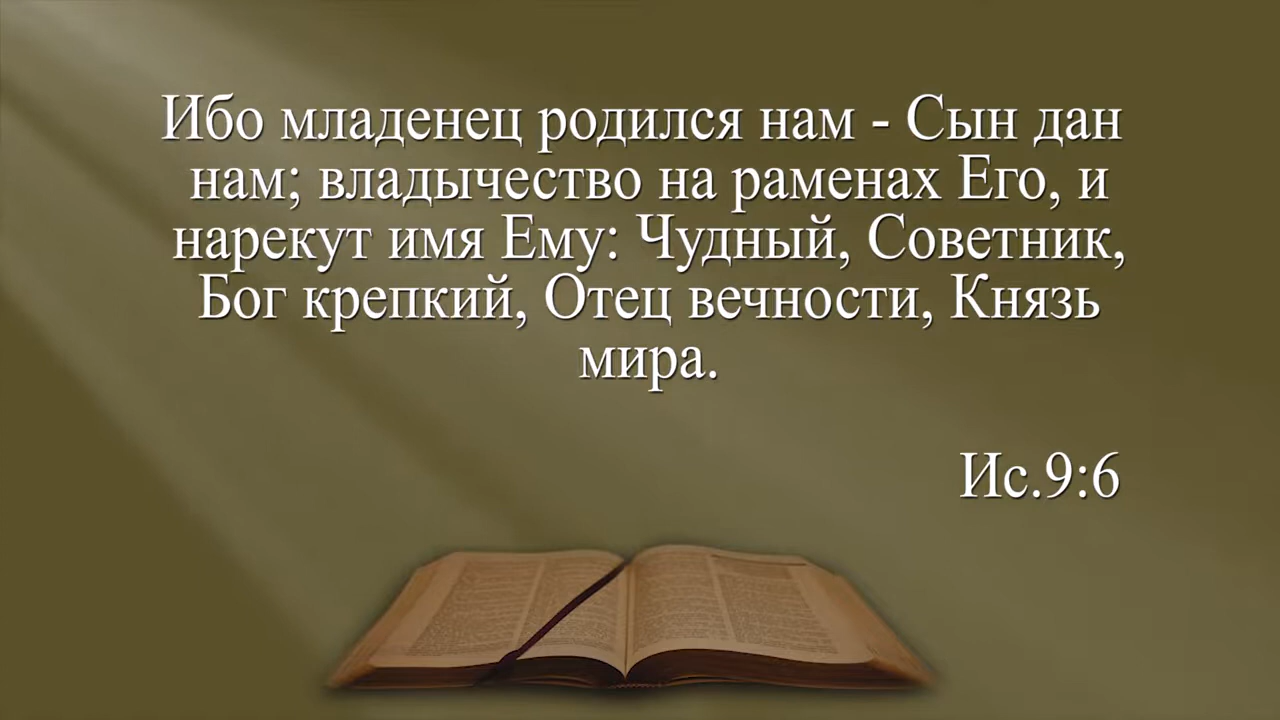 Ибо младенец родился нам - Сын дан
нам; владычество на раменах Его, и
нарекут имя Ему: Чудный, Советник,
Бог крепкий, Отец вечности, Князь
мира.
Ис.9:6